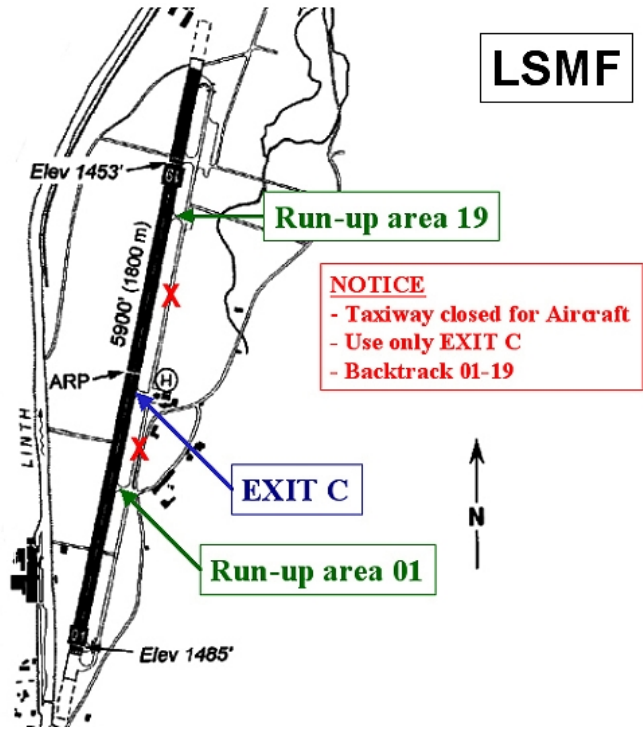 LSMF
Elev 1453'
19
Run-up area 19
5900' (1800 m)
NOTICE
- Taxiway closed for Aircraft
- Use only EXIT C
- Backtrack 01-19
X
ARP
H
LINTH
X
EXIT C
N
Run-up area 01
01
Elev 1485'